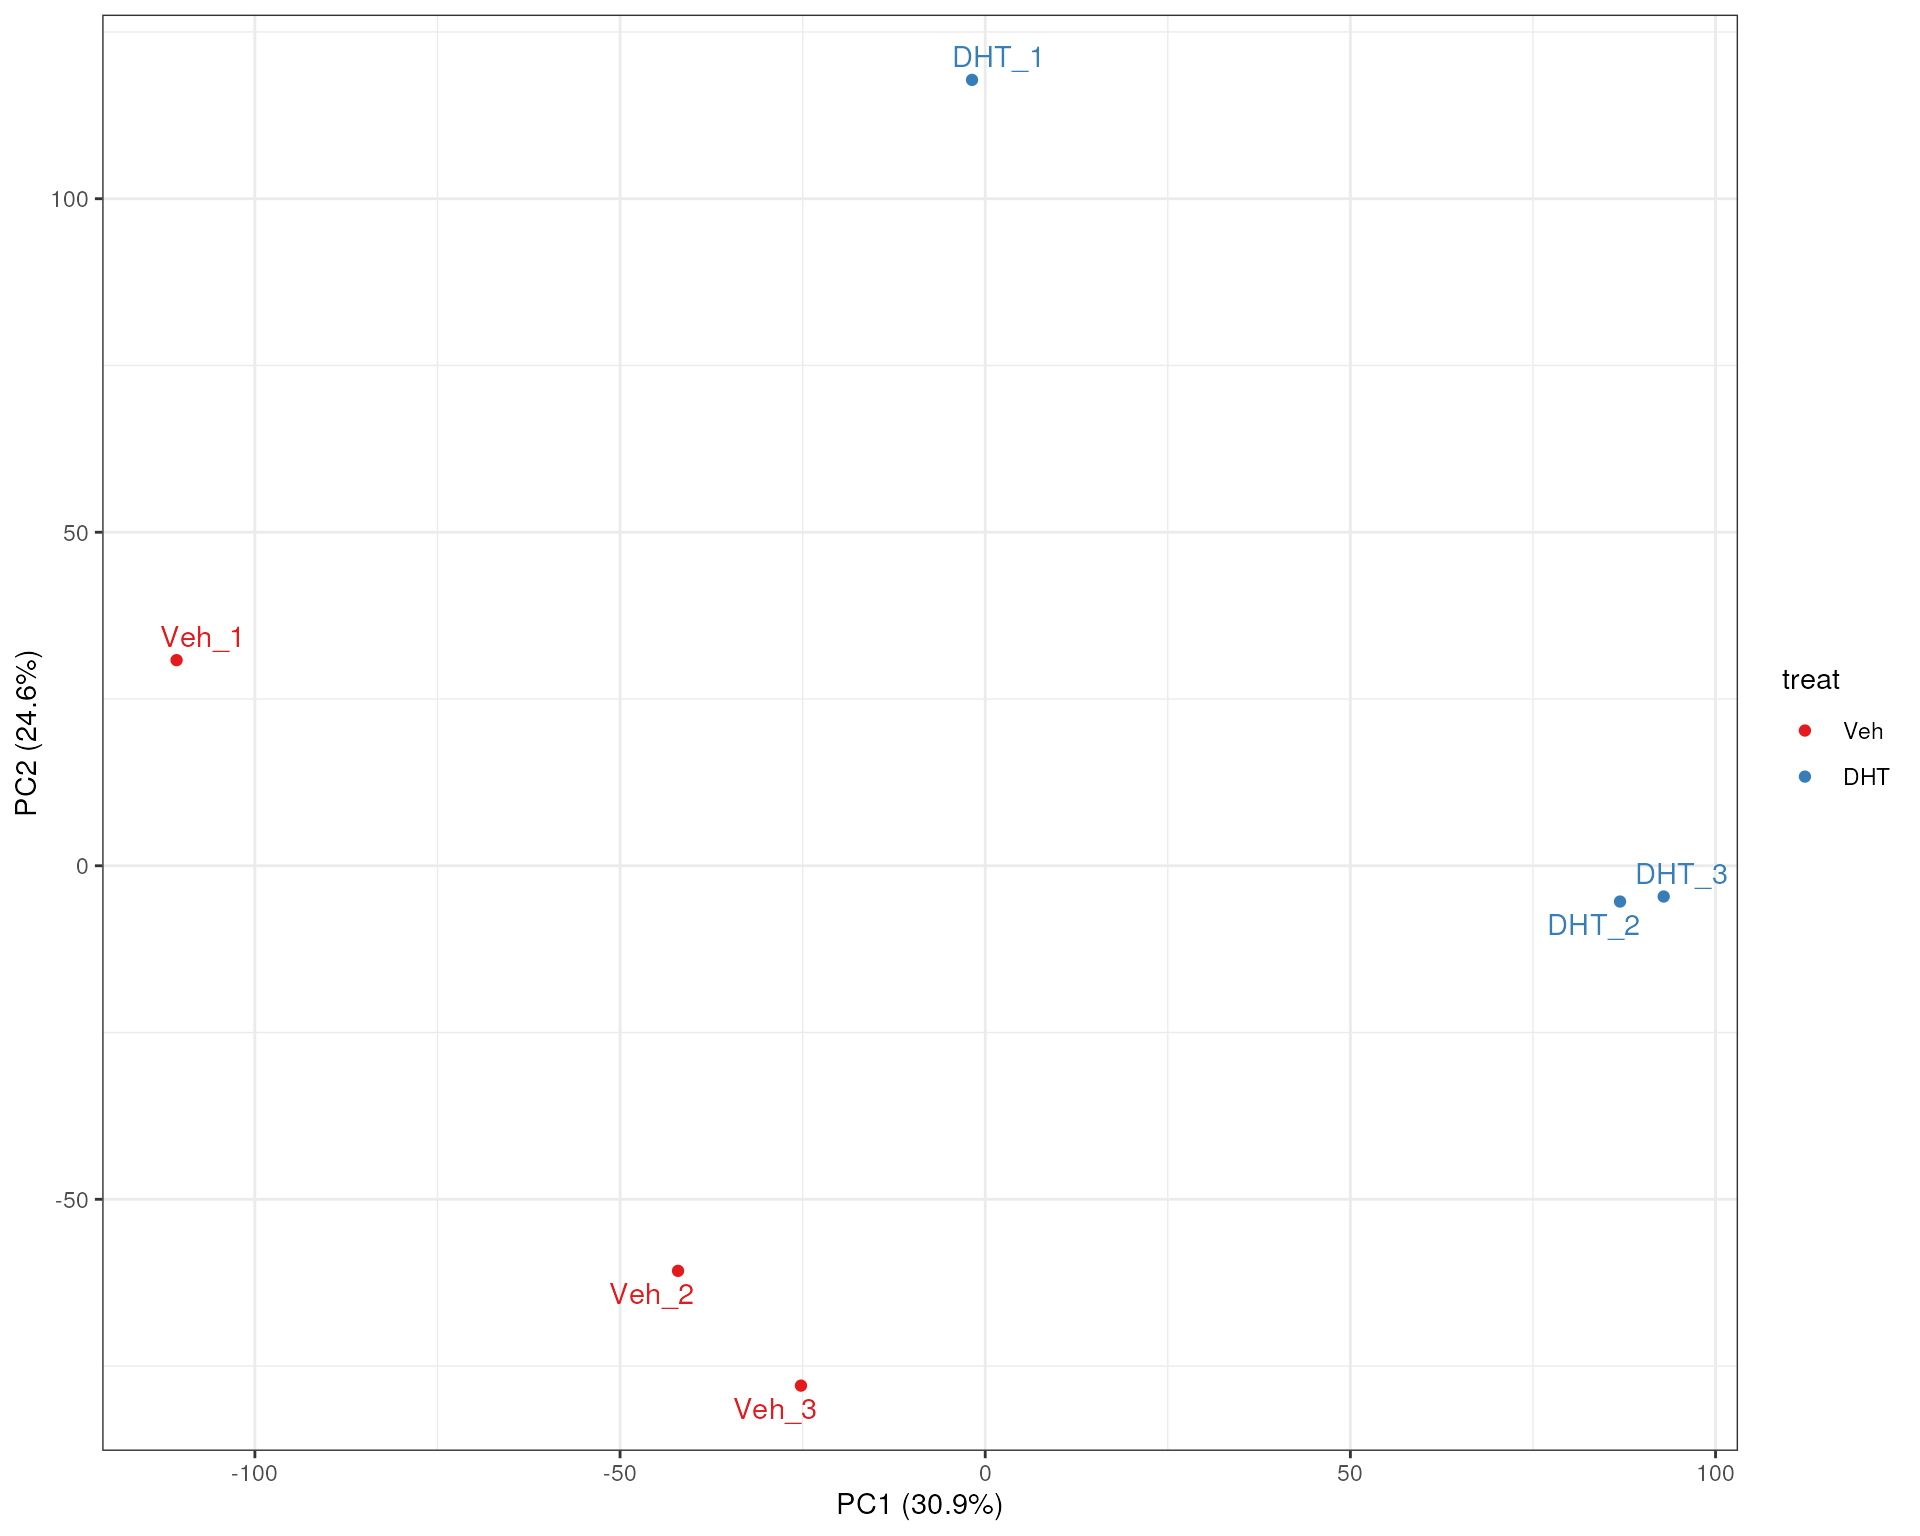 DHT_1
100
50
Veh_1
PC2 (24.6%)
treat
Veh
DHT
0
DHT_3
DHT_2
-50
Veh_2
Veh_3
-100
-50
0
50
100
PC1 (30.9%)